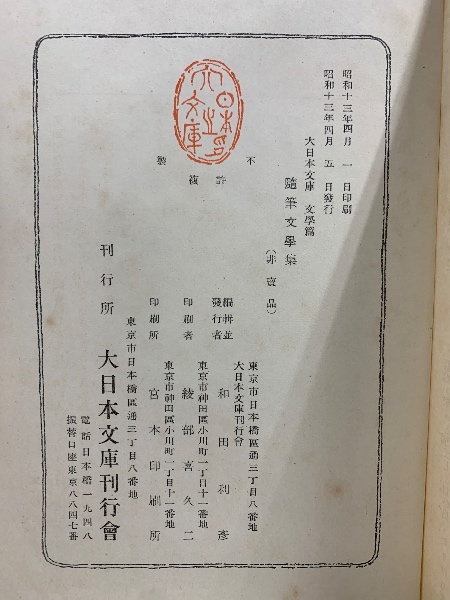 昭和十三年四月一日印刷
昭和十三年四月五日發行
大日本文庫 文學篇
隨筆文學集
(非賣品)
不許複製
大日本文庫之印
編輯並發行者
東京市日本橋區通三丁目八番地
大日本文庫刊行會
和田利彥
印刷者
東京市神田區小川町一丁目十一番地
綾部喜久二
印刷所
東京市神田區小川町一丁目十一番地
宮本印刷所
刊行所
東京市日本橋區通三丁目八番地
大日本文庫刊行會
電話日本橋一九四八
振替口座東京八八四七番